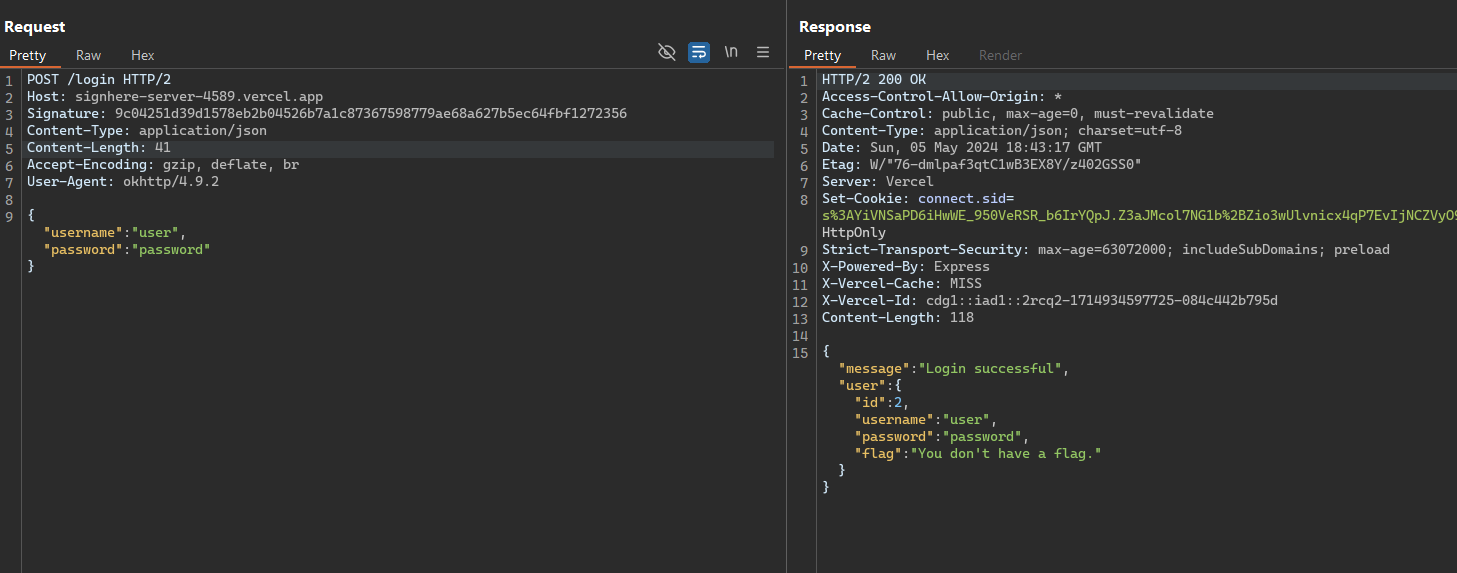 Request
Pretty Raw Hex \n
1 POST /login HTTP/2
2 Host: signhere-server-4589.vercel.app
3 Signature: 9c04251d39d1578eb2b04526b7a1c87367598779ae68a627b5ec64fbf1272356
4 Content-Type: application/json
5 Content-Length: 41
6 Accept-Encoding: gzip, deflate, br
7 User-Agent: okhttp/4.9.2
8
9 {
"username":"user",
"password":"password"
}
Response
Pretty Raw Hex Render
1 HTTP/2 200 OK
2 Access-Control-Allow-Origin: *
3 Cache-Control: public, max-age=0, must-revalidate
4 Content-Type: application/json; charset=utf-8
5 Date: Sun, 05 May 2024 18:43:17 GMT
6 Etag: W/"76-dmlpaf3qtC1wB3EX8Y/z402GSS0"
7 Server: Vercel
8 Set-Cookie: connect.sid=
s%3AYiVNSaPD6iHwWE_950VeRSR_b6IrYQpJ.Z3aJMcol7NG1b%2BZio3wUlvnicx4qP7EvIjNCZVyO9
HttpOnly
9 Strict-Transport-Security: max-age=63072000; includeSubDomains; preload
10 X-Powered-By: Express
11 X-Vercel-Cache: MISS
12 X-Vercel-Id: cdg1::iad1::2rcq2-1714934597725-084c442b795d
13 Content-Length: 118
14
15 {
"message":"Login successful",
"user":{
"id":2,
"username":"user",
"password":"password",
"flag":"You don't have a flag."
}
}